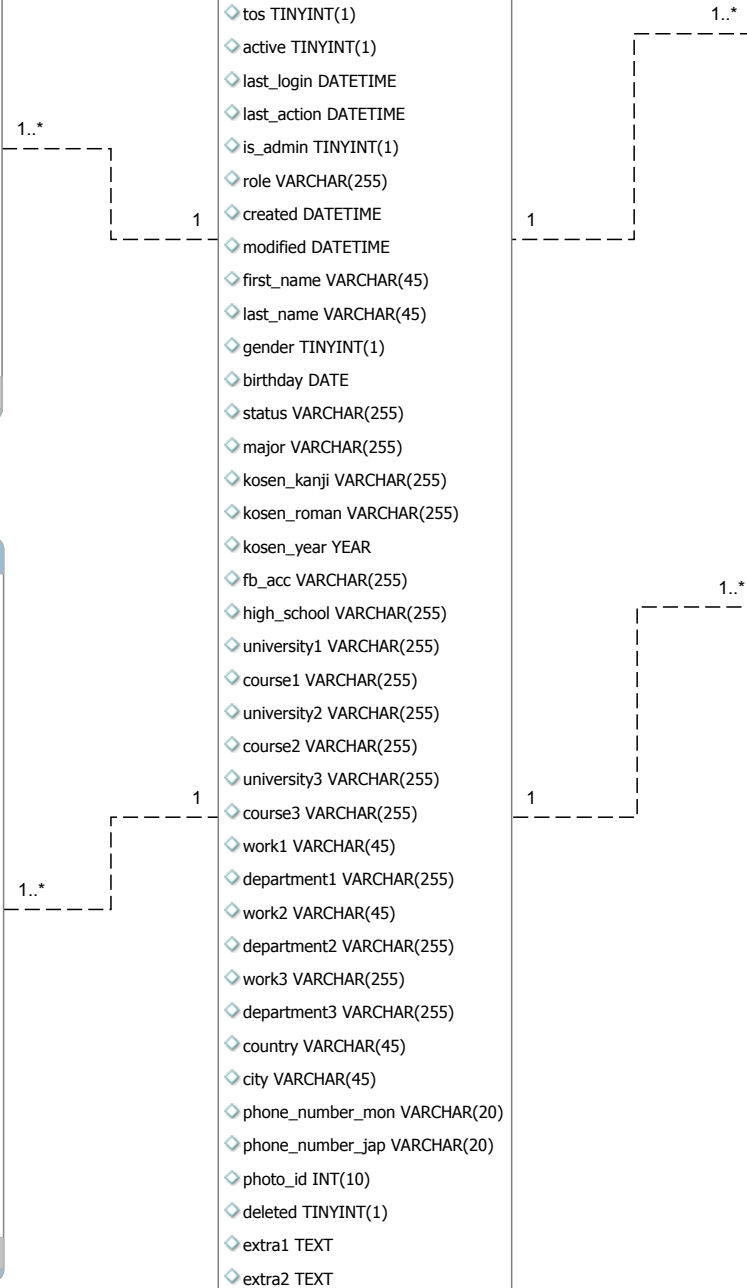 tos TINYINT(1)
1..*
active TINYINT(1)
last_login DATETIME
last_action DATETIME
1..*
is_admin TINYINT(1)
role VARCHAR(255)
created DATETIME
1
1
modified DATETIME
first_name VARCHAR(45)
last_name VARCHAR(45)
gender TINYINT(1)
birthday DATE
status VARCHAR(255)
major VARCHAR(255)
kosen_kanji VARCHAR(255)
kosen_roman VARCHAR(255)
kosen_year YEAR
fb_acc VARCHAR(255)
1..*
high_school VARCHAR(255)
university1 VARCHAR(255)
course1 VARCHAR(255)
university2 VARCHAR(255)
course2 VARCHAR(255)
university3 VARCHAR(255)
1
1
course3 VARCHAR(255)
work1 VARCHAR(45)
department1 VARCHAR(255)
1..*
work2 VARCHAR(45)
department2 VARCHAR(255)
work3 VARCHAR(255)
department3 VARCHAR(255)
country VARCHAR(45)
city VARCHAR(45)
phone_number_mon VARCHAR(20)
phone_number_jap VARCHAR(20)
photo_id INT(10)
deleted TINYINT(1)
extra1 TEXT
extra2 TEXT